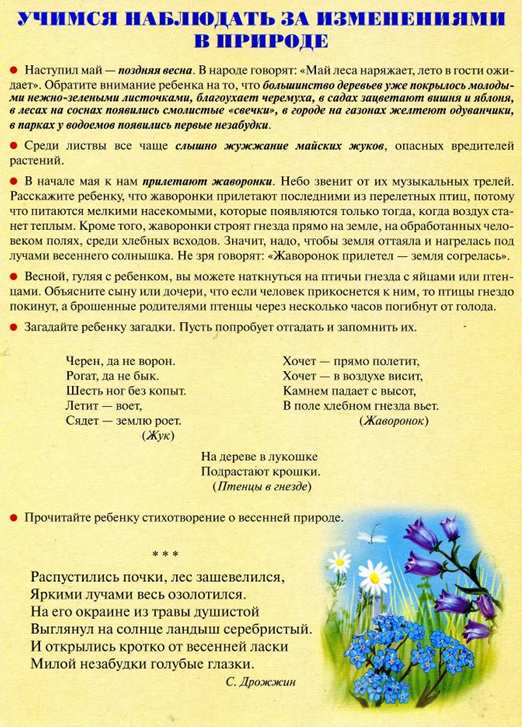 УЧИМСЯ НАБЛЮДАТЬ ЗА ИЗМЕНЕНИЯМИ
В ПРИРОДЕ
● Наступил май — поздняя весна. В народе говорят: «Май леса наряжает, лето в гости ожи-
дает». Обратите внимание ребенка на то, что большинство деревьев уже покрылось молоды-
ми нежно-зелеными листочками, благоухает черемуха, в садах зацветают вишня и яблоня,
в лесах на соснах появились смолистые «свечки», в городе на газонах желтеют одуванчики,
в парках у водоемов появились первые незабудки.
● Среди листвы все чаще слышно жужжание майских жуков, опасных вредителей
растений.
● В начале мая к нам прилетают жаворонки. Небо звенит от их музыкальных трелей.
Расскажите ребенку, что жаворонки прилетают последними из перелетных птиц, потому
что питаются мелкими насекомыми, которые появляются только тогда, когда воздух ста-
нет теплым. Кроме того, жаворонки строят гнезда прямо на земле, на обработанных чело-
веком полях, среди хлебных всходов. Значит, надо, чтобы земля оттаяла и нагрелась под
лучами весеннего солнышка. Не зря говорят: «Жаворонок прилетел — земля согрелась».
● Весной, гуляя с ребенком, вы можете наткнуться на птичьи гнезда с яйцами или птен-
цами. Объясните сыну или дочери, что если человек прикоснется к ним, то птицы гнездо
покинут, а брошенные родителями птенцы через несколько часов погибнут от голода.
● Загадайте ребенку загадки. Пусть попробует отгадать и запомнить их.
Черен, да не ворон.
Рогат, да не бык.
Шесть ног без копыт.
Летит — воет,
Сядет — землю роет.
(Жук)
Хочет — прямо полетит,
Хочет — в воздухе висит,
Камнем падает с высот,
В поле хлебном гнезда вьет.
(Жаворонок)
На дереве в лукошке
Подрастают крошки.
(Птенцы в гнезде)
● Прочитайте ребенку стихотворение о весенней природе.
* * *
Распустились почки, лес зашевелился,
Яркими лучами весь озолотился.
На его окраине из травы душистой
Выглянул на солнце ландыш серебристый.
И открылись кротко от весенней ласки
Милой незабудки голубые глазки.
С. Дрожжин